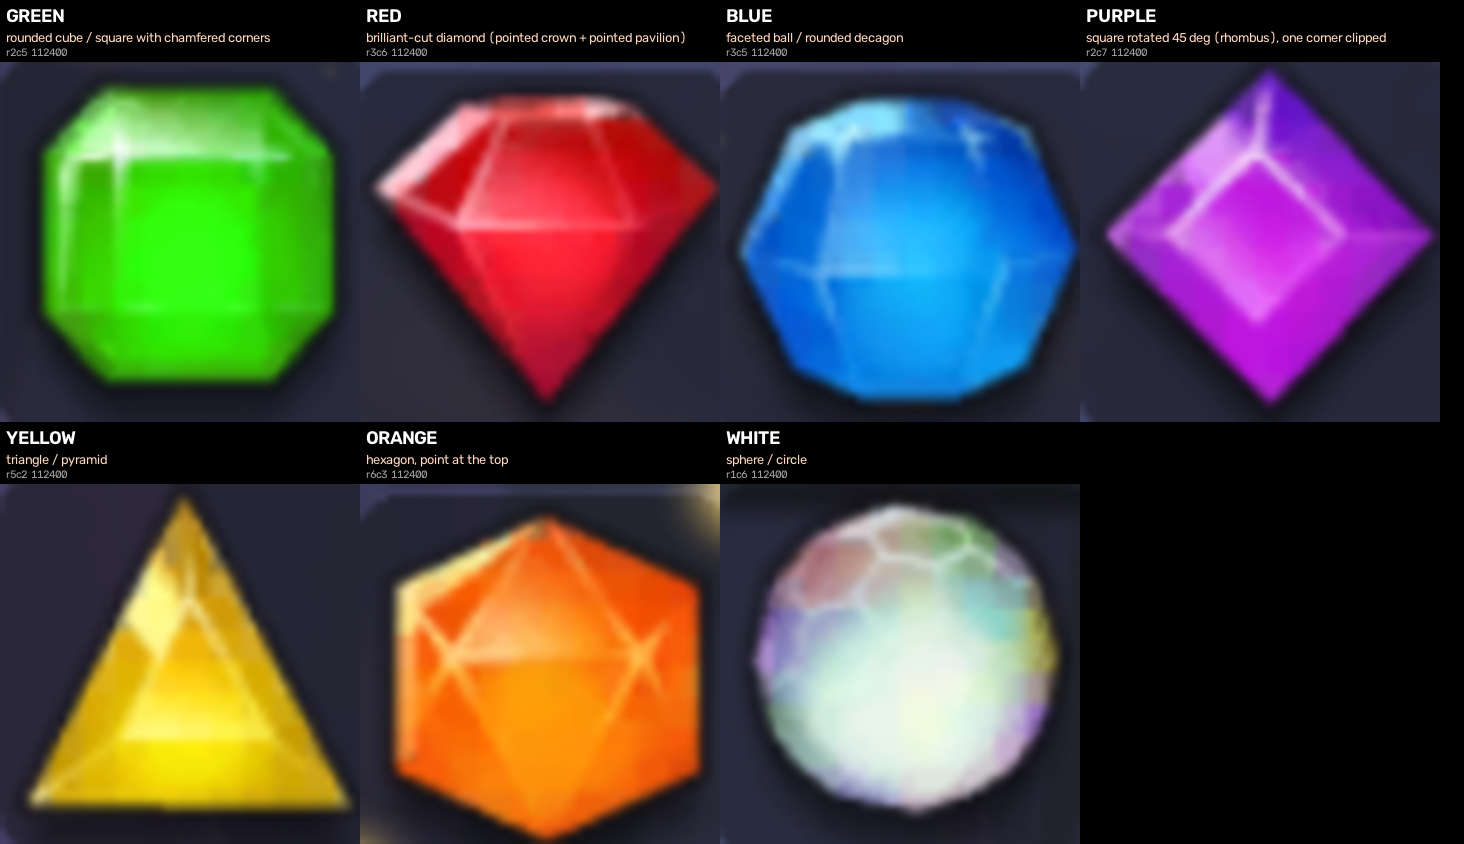 GREEN
rounded cube / square with chamfered corners
r2c5 112400
RED
brilliant-cut diamond (pointed crown + pointed pavilion)
r3c6 112400
BLUE
faceted ball / rounded decagon
r3c5 112400
PURPLE
square rotated 45 deg (rhombus), one corner clipped
r2c7 112400
YELLOW
triangle / pyramid
r5c2 112400
ORANGE
hexagon, point at the top
r6c3 112400
WHITE
sphere / circle
r1c6 112400